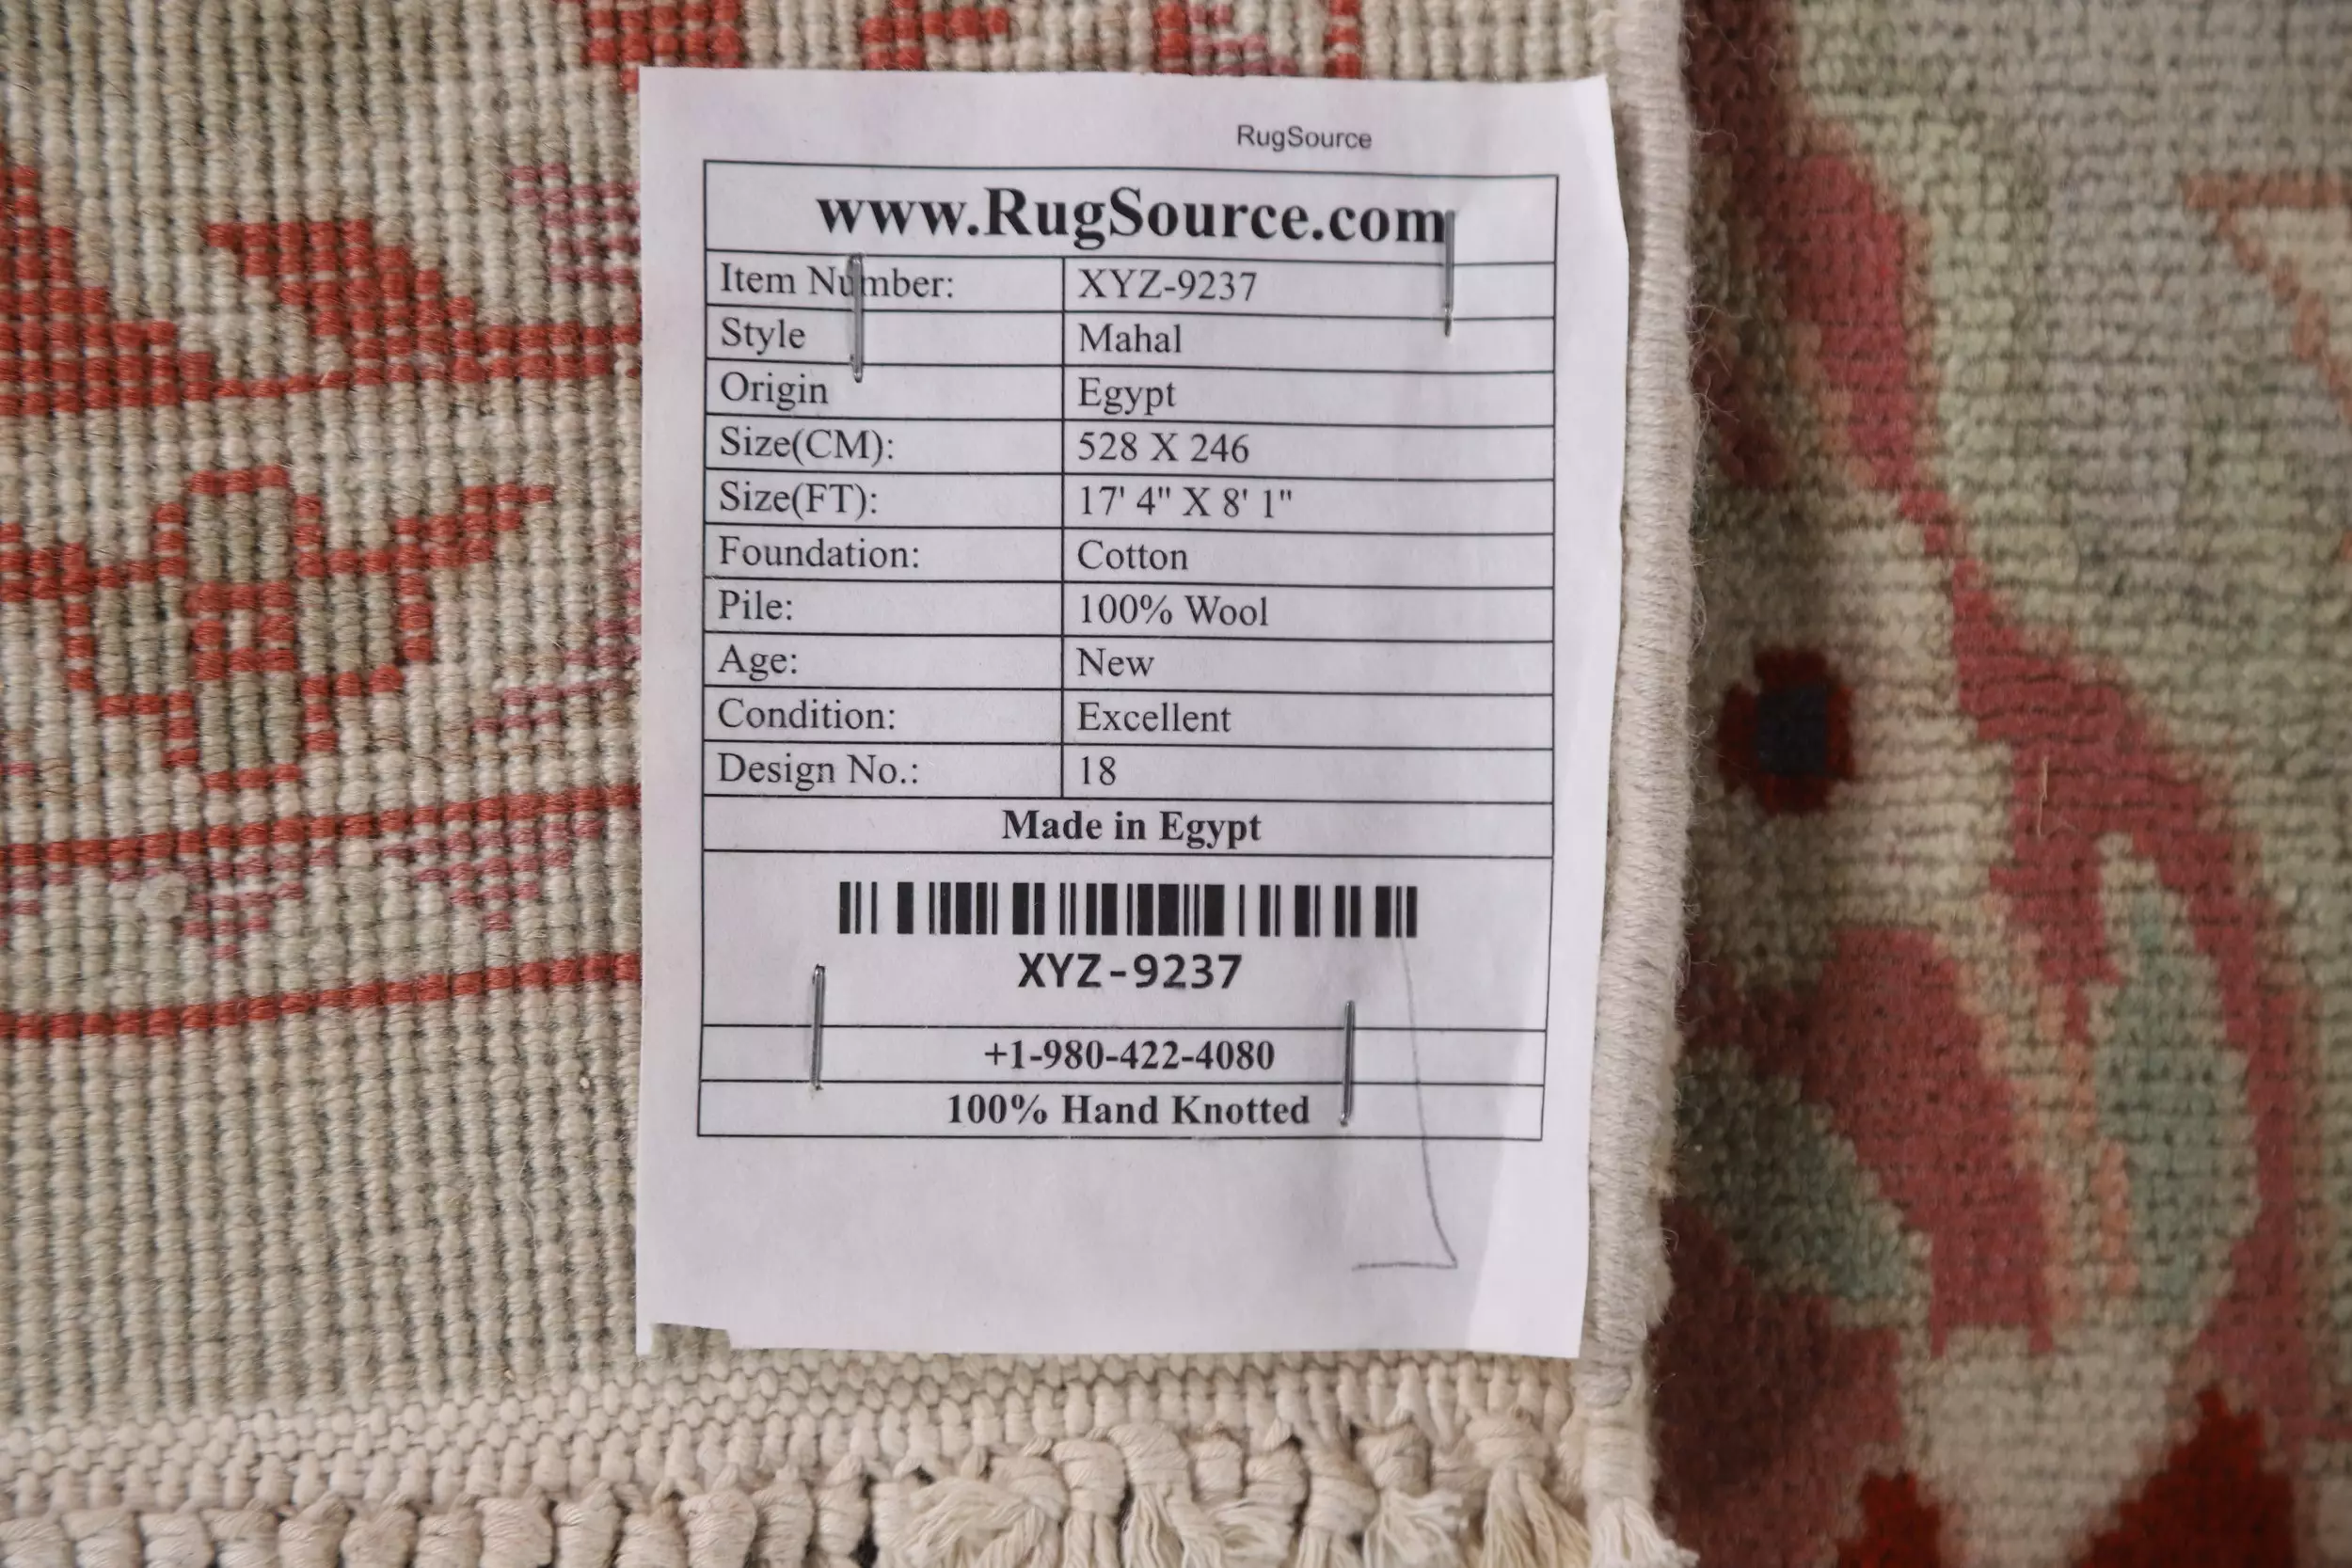 RugSource
www.RugSource.com
Item Number: XYZ-9237
Style Mahal
Origin Egypt
Size(CM): 528 X 246
Size(FT): 17' 4" X 8' 1"
Foundation: Cotton
Pile: 100% Wool
Age: New
Condition: Excellent
Design No.: 18
Made in Egypt
XYZ-9237
+1-980-422-4080
100% Hand Knotted